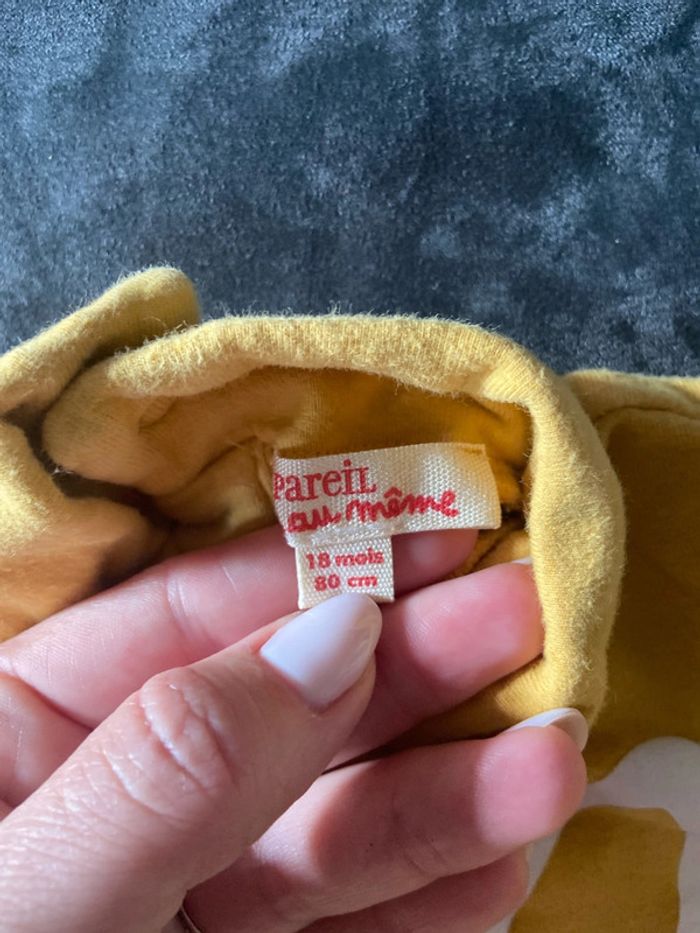 Pareil
au même
18 mois
80 cm